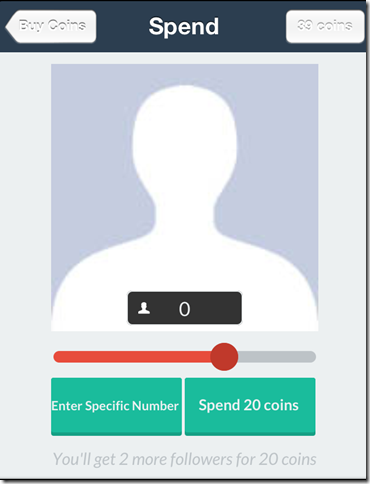 Buy Coins
Spend
39 coins
0
Enter Specific Number
Spend 20 coins
You'll get 2 more followers for 20 coins